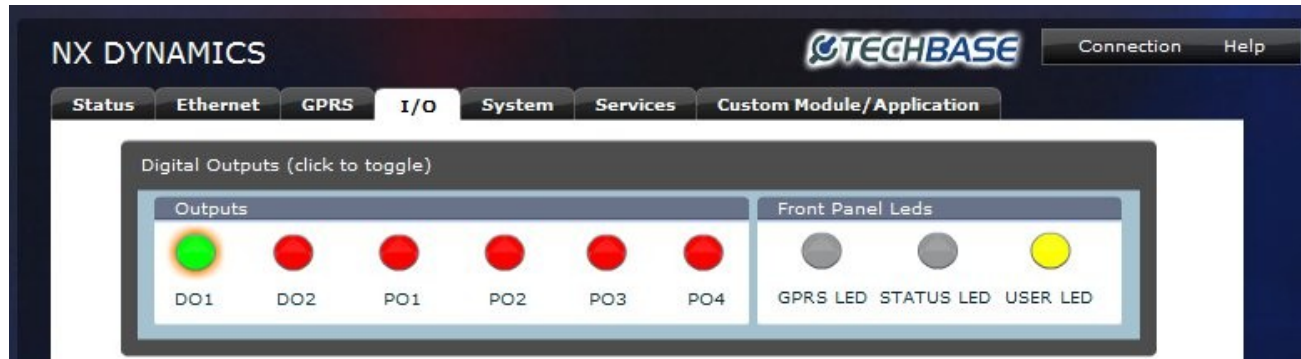 NX DYNAMICS
TECHBASE
Connection Help
Status Ethernet GPRS I/O System Services Custom Module/Application
Digital Outputs (click to toggle)
Outputs
Front Panel Leds
DO1 DO2 PO1 PO2 PO3 PO4
GPRS LED STATUS LED USER LED